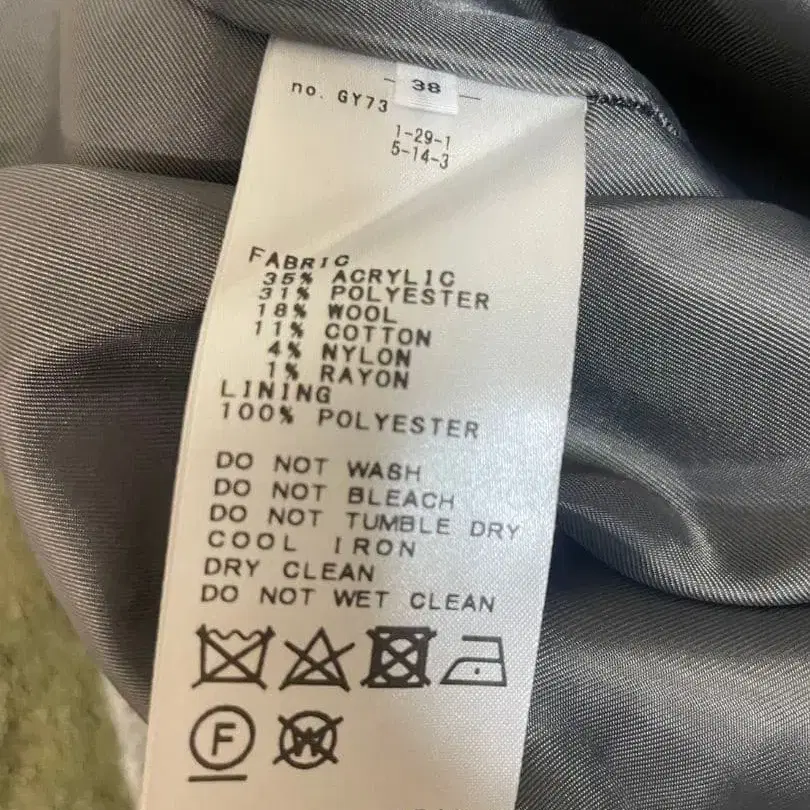 38
no. GY73
1-29-1
5-14-3
FABRIC
35% ACRYLIC
31% POLYESTER
18% WOOL
11% COTTON
4% NYLON
1% RAYON
LINING
100% POLYESTER
DO NOT WASH
DO NOT BLEACH
DO NOT TUMBLE DRY
COOL IRON
DRY CLEAN
DO NOT WET CLEAN
F W